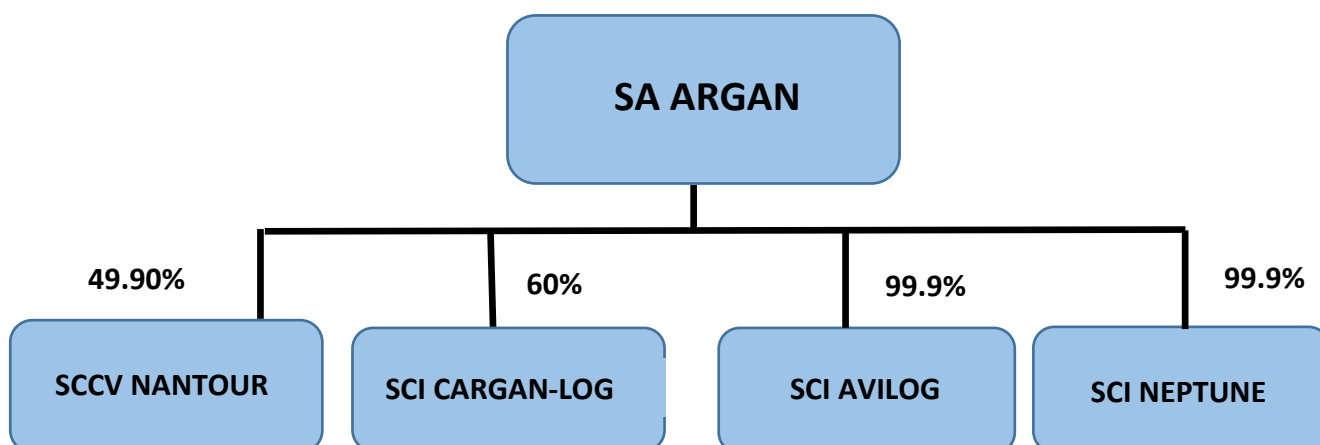 SA ARGAN
49.90%
60%
99.9%
99.9%
SCCV NANTOUR
SCI CARGAN-LOG
SCI AVILOG
SCI NEPTUNE